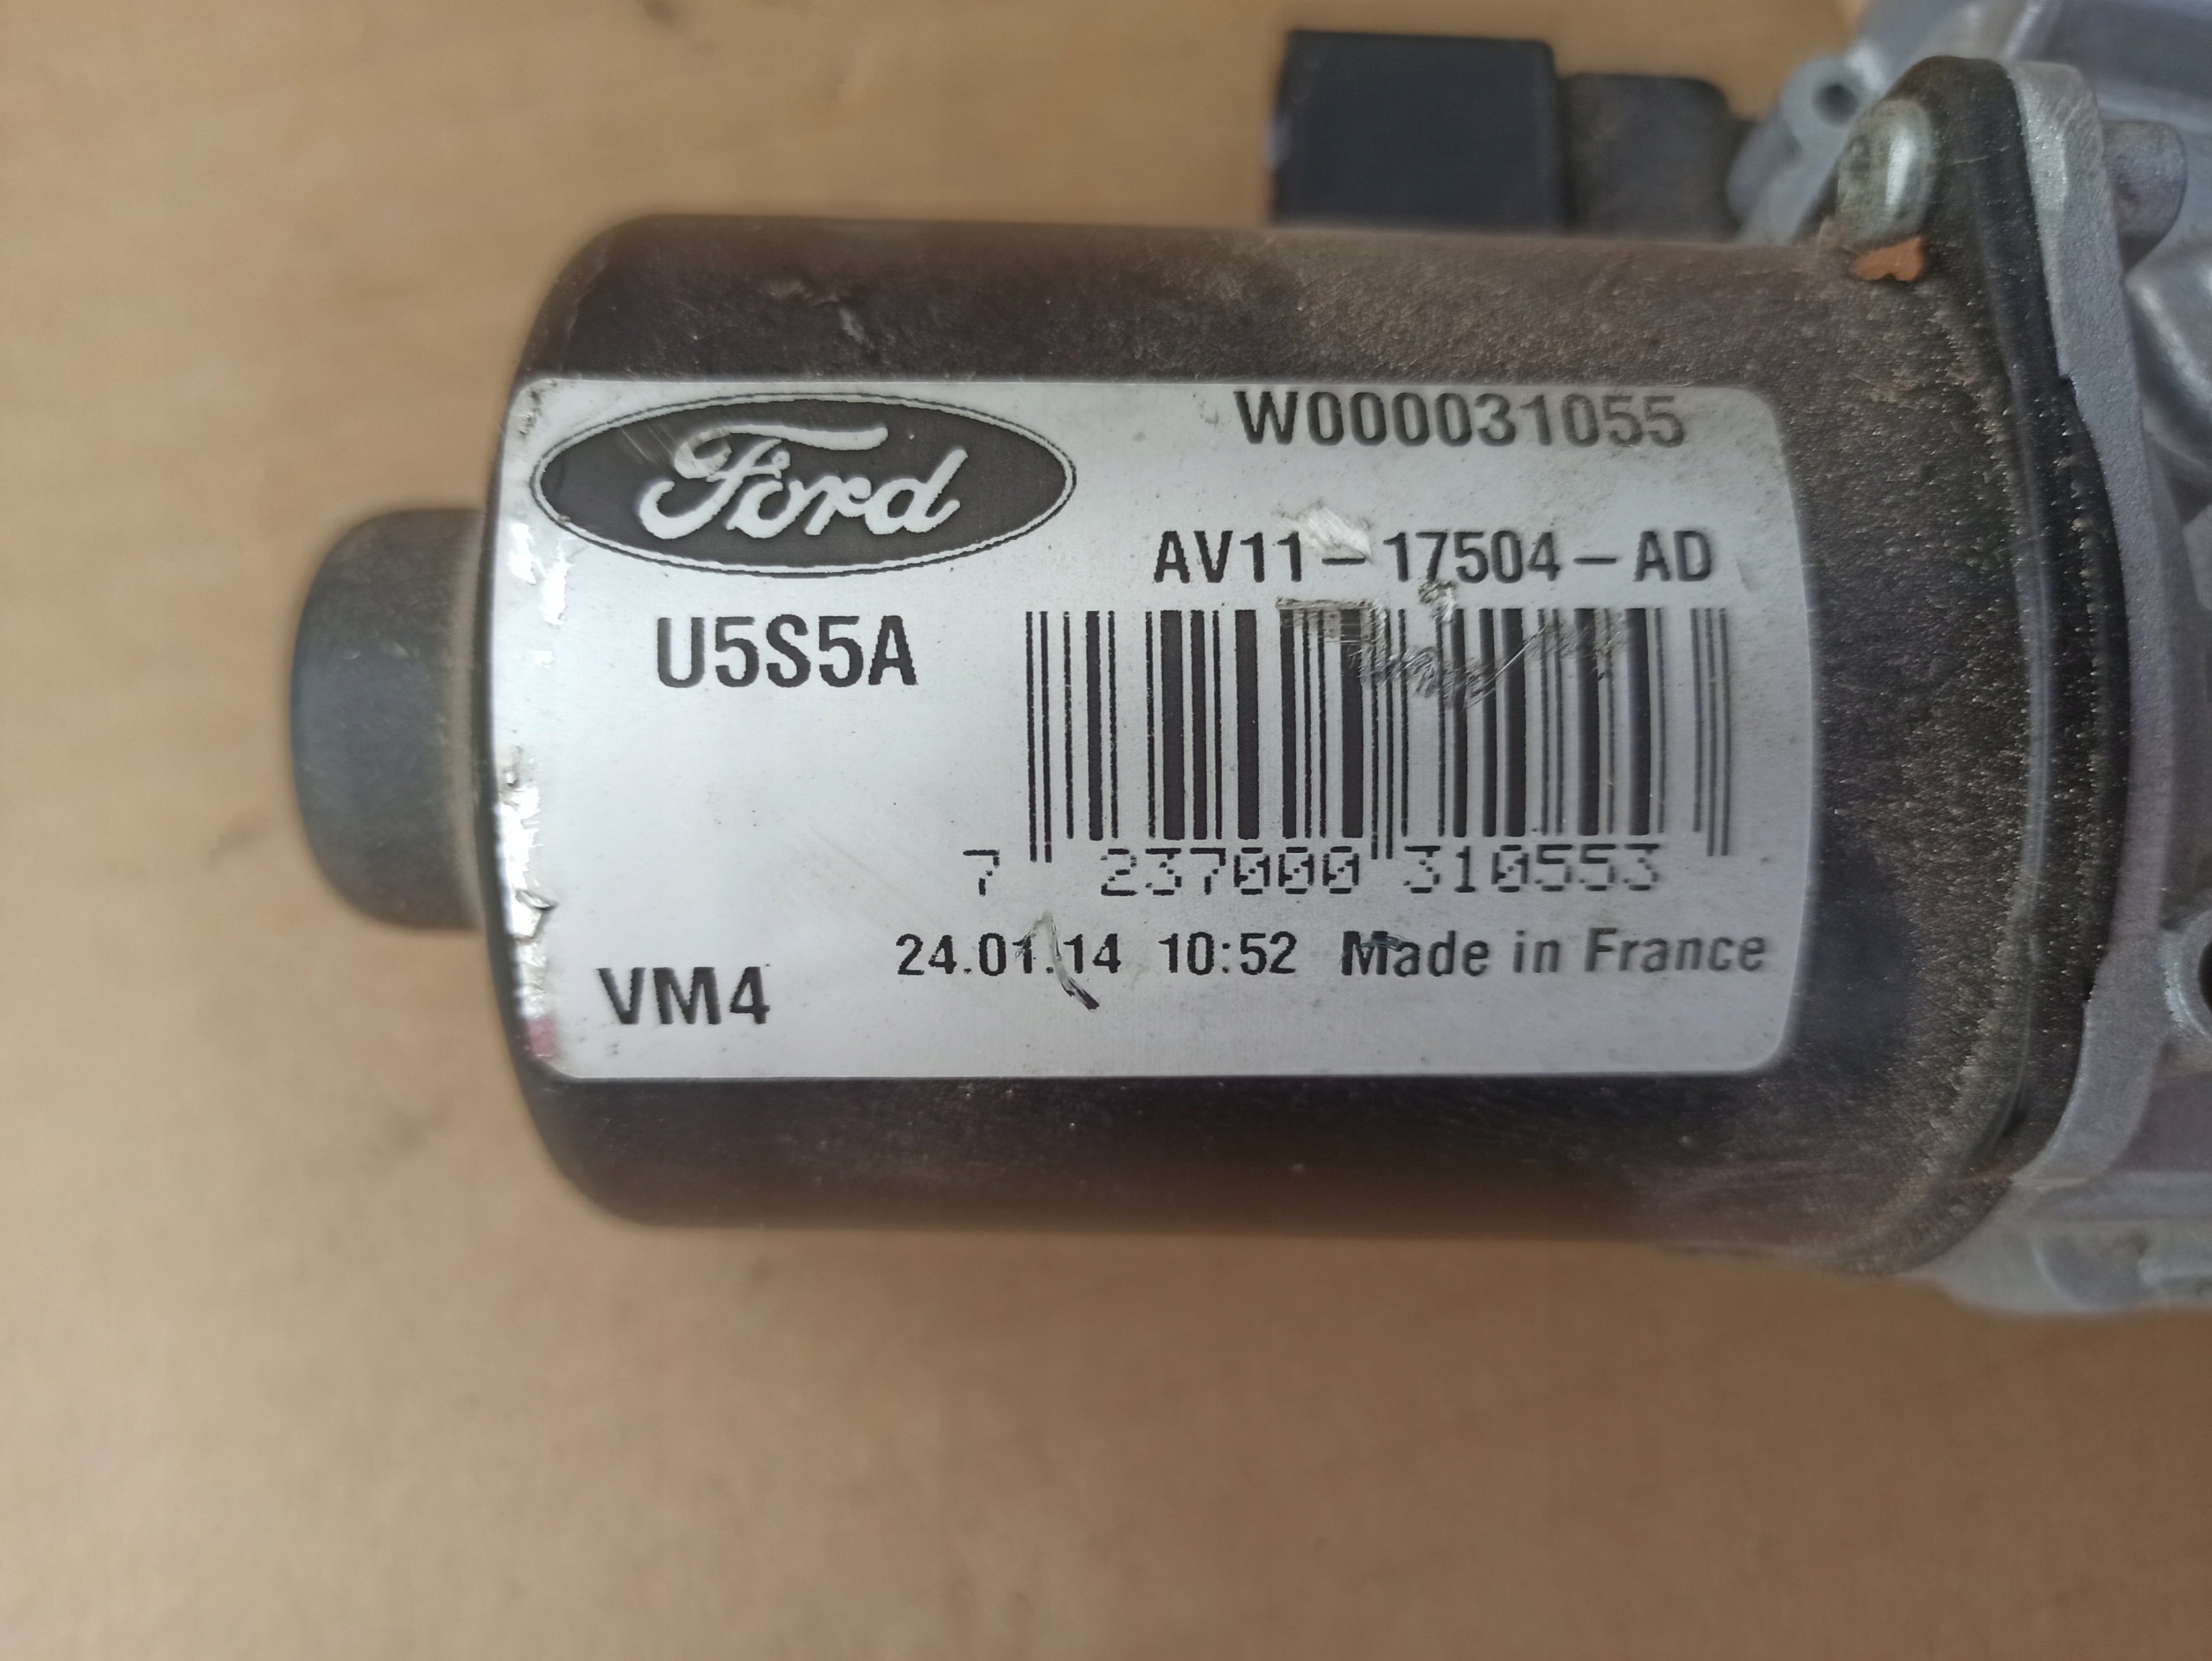 Ford
W000031055
AV11-17504-AD
U5S5A
7 237000 310553
24.01.14 10:52 Made in France
VM4